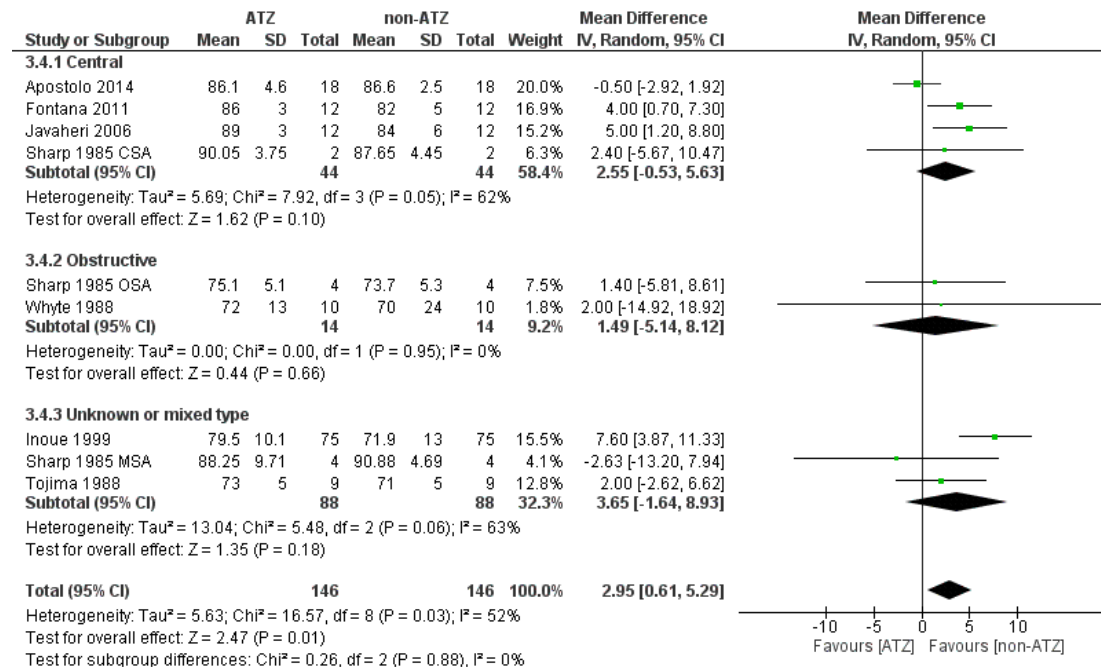 ATZ non-ATZ Mean Difference Mean Difference
Study or Subgroup Mean SD Total Mean SD Total Weight IV, Random, 95% CI IV, Random, 95% CI
3.4.1 Central
Apostolo 2014 86.1 4.6 18 86.6 2.5 18 20.0% -0.50 [-2.92, 1.92]
Fontana 2011 86 3 12 82 5 12 16.9% 4.00 [0.70, 7.30]
Javaheri 2006 89 3 12 84 6 12 15.2% 5.00 [1.20, 8.80]
Sharp 1985 CSA 90.05 3.75 2 87.65 4.45 2 6.3% 2.40 [-5.67, 10.47]
Subtotal (95% CI) 44 44 58.4% 2.55 [-0.53, 5.63]
Heterogeneity: Tau² = 5.69; Chi² = 7.92, df = 3 (P = 0.05); I² = 62%
Test for overall effect: Z = 1.62 (P = 0.10)
3.4.2 Obstructive
Sharp 1985 OSA 75.1 5.1 4 73.7 5.3 4 7.5% 1.40 [-5.81, 8.61]
Whyte 1988 72 13 10 70 24 10 1.8% 2.00 [-14.92, 18.92]
Subtotal (95% CI) 14 14 9.2% 1.49 [-5.14, 8.12]
Heterogeneity: Tau² = 0.00; Chi² = 0.00, df = 1 (P = 0.95); I² = 0%
Test for overall effect: Z = 0.44 (P = 0.66)
3.4.3 Unknown or mixed type
Inoue 1999 79.5 10.1 75 71.9 13 75 15.5% 7.60 [3.87, 11.33]
Sharp 1985 MSA 88.25 9.71 4 90.88 4.69 4 4.1% -2.63 [-13.20, 7.94]
Tojima 1988 73 5 9 71 5 9 12.8% 2.00 [-2.62, 6.62]
Subtotal (95% CI) 88 88 32.3% 3.65 [-1.64, 8.93]
Heterogeneity: Tau² = 13.04; Chi² = 5.48, df = 2 (P = 0.06); I² = 63%
Test for overall effect: Z = 1.35 (P = 0.18)
Total (95% CI) 146 146 100.0% 2.95 [0.61, 5.29]
Heterogeneity: Tau² = 5.63; Chi² = 16.57, df = 8 (P = 0.03); I² = 52%
Test for overall effect: Z = 2.47 (P = 0.01)
Test for subgroup differences: Chi² = 0.26, df = 2 (P = 0.88), I² = 0%
-10 -5 0 5 10
Favours [ATZ] Favours [non-ATZ]